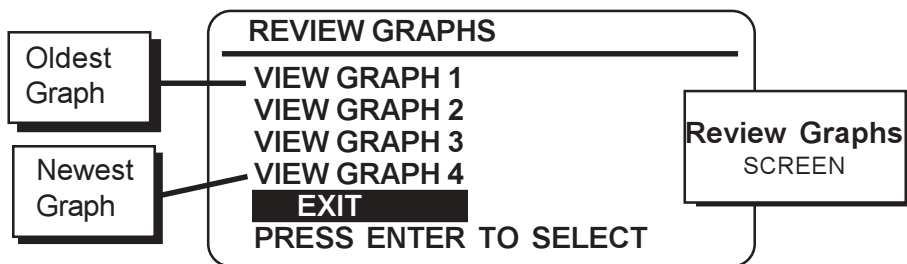 REVIEW GRAPHS
Oldest
Graph
VIEW GRAPH 1
VIEW GRAPH 2
VIEW GRAPH 3
VIEW GRAPH 4
Newest
Graph
EXIT
PRESS ENTER TO SELECT
Review Graphs
SCREEN